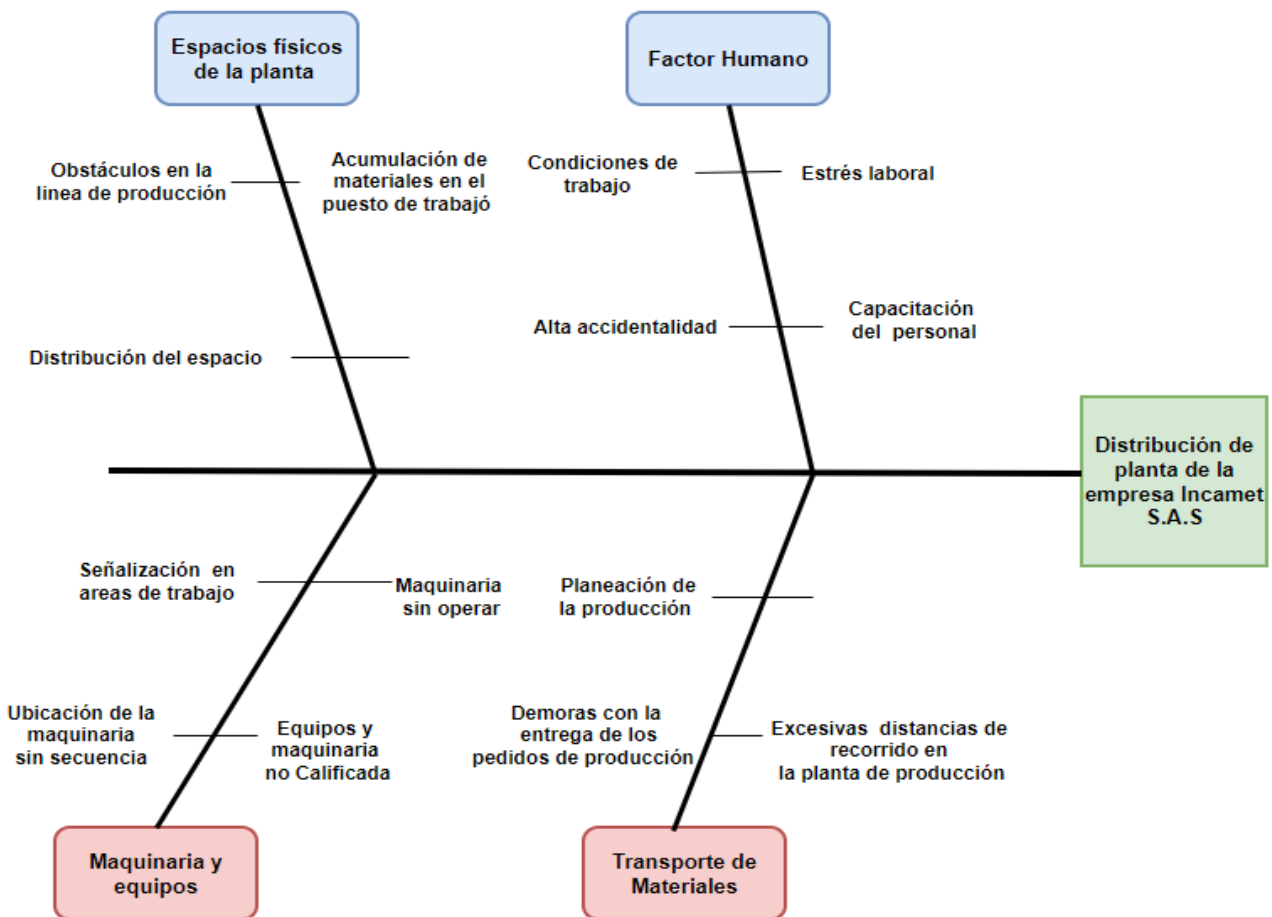 Espacios físicos
de la planta
Factor Humano
Obstáculos en la
linea de producción
Acumulación de
materiales en el
puesto de trabajó
Condiciones de
trabajo
Estrés laboral
Distribución del espacio
Alta accidentalidad
Capacitación
del personal
Distribución de
planta de la
empresa Incamet
S.A.S
Señalización en
areas de trabajo
Maquinaria
sin operar
Planeación de
la producción
Ubicación de la
maquinaria
sin secuencia
Equipos y
maquinaria
no Calificada
Demoras con la
entrega de los
pedidos de producción
Excesivas distancias de
recorrido en
la planta de producción
Maquinaria y
equipos
Transporte de
Materiales